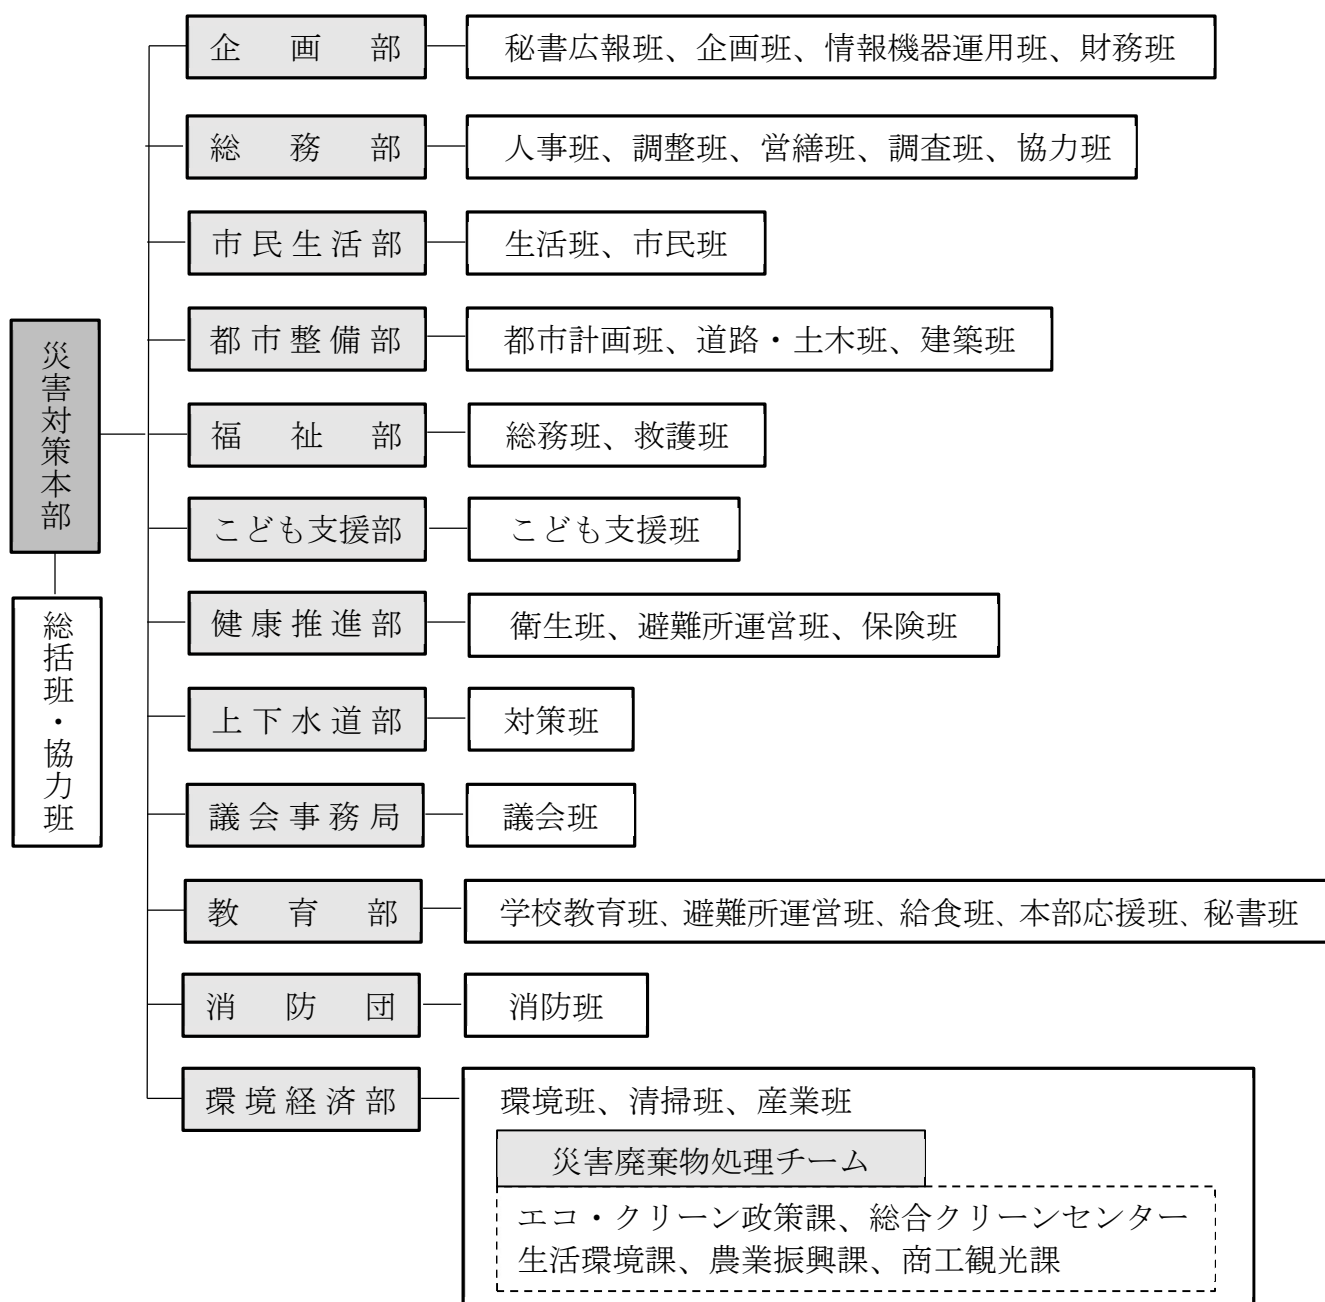 災害対策本部
総括班・協力班
企画部
秘書広報班、企画班、情報機器運用班、財務班
総務部
人事班、調整班、営繕班、調査班、協力班
市民生活部
生活班、市民班
都市整備部
都市計画班、道路・土木班、建築班
福祉部
総務班、救護班
こども支援部
こども支援班
健康推進部
衛生班、避難所運営班、保険班
上下水道部
対策班
議会事務局
議会班
教育部
学校教育班、避難所運営班、給食班、本部応援班、秘書班
消防団
消防班
環境経済部
環境班、清掃班、産業班
災害廃棄物処理チーム
エコ・クリーン政策課、総合クリーンセンター
生活環境課、農業振興課、商工観光課